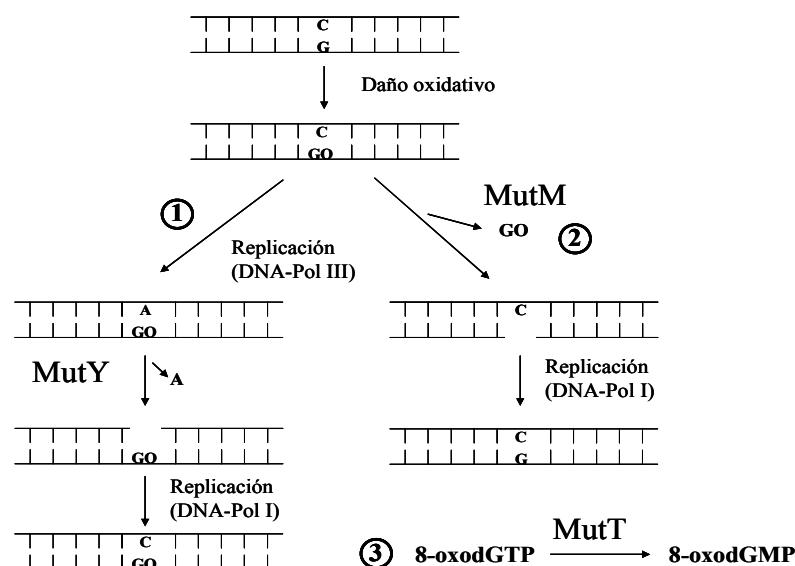 C
G
Daño oxidativo
C
GO
MutM
GO
①
②
Replicación
(DNA-Pol III)
A
GO
C
MutY
A
Replicación
(DNA-Pol I)
GO
C
G
Replicación
(DNA-Pol I)
C
GO
③ 8-oxodGTP MutT 8-oxodGMP